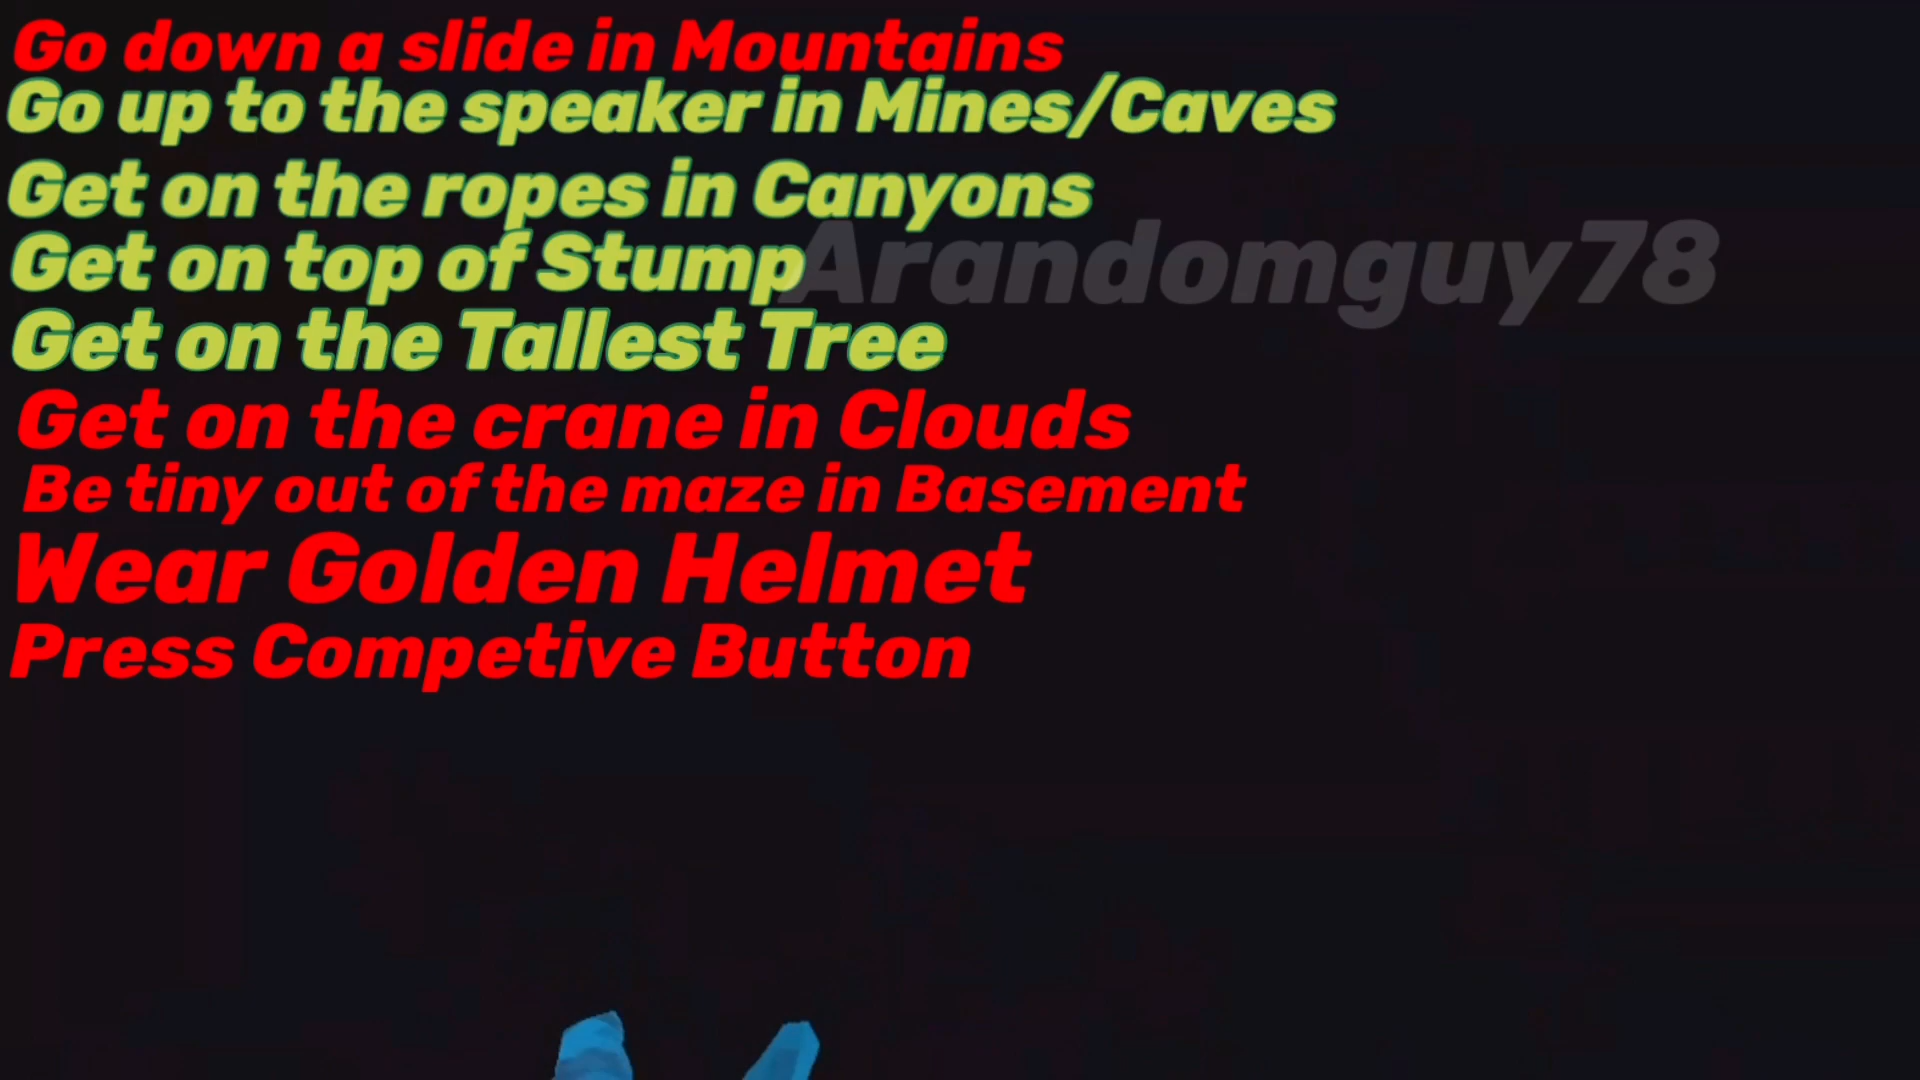 Go down a slide in Mountains
Go up to the speaker in Mines/Caves
Get on the ropes in Canyons
Get on top of Stump
Arandomguy78
Get on the Tallest Tree
Get on the crane in Clouds
Be tiny out of the maze in Basement
Wear Golden Helmet
Press Competive Button